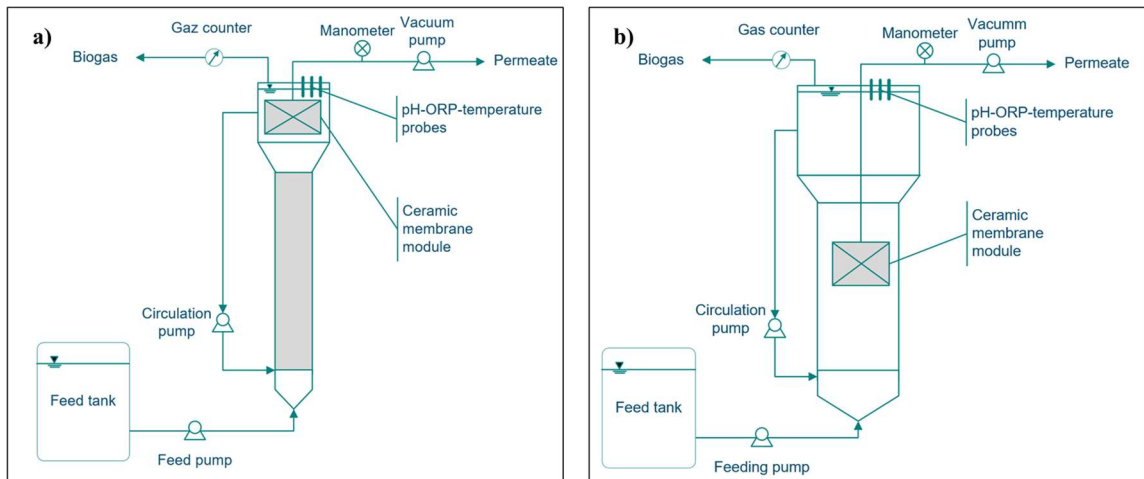 a)
Gaz counter
Manometer
Vacuum
pump
Biogas
Permeate
pH-ORP-temperature
probes
Ceramic
membrane
module
Circulation
pump
Feed tank
Feed pump
b)
Gas counter
Manometer
Vacumm
pump
Biogas
Permeate
pH-ORP-temperature
probes
Ceramic
membrane
module
Circulation
pump
Feed tank
Feeding pump